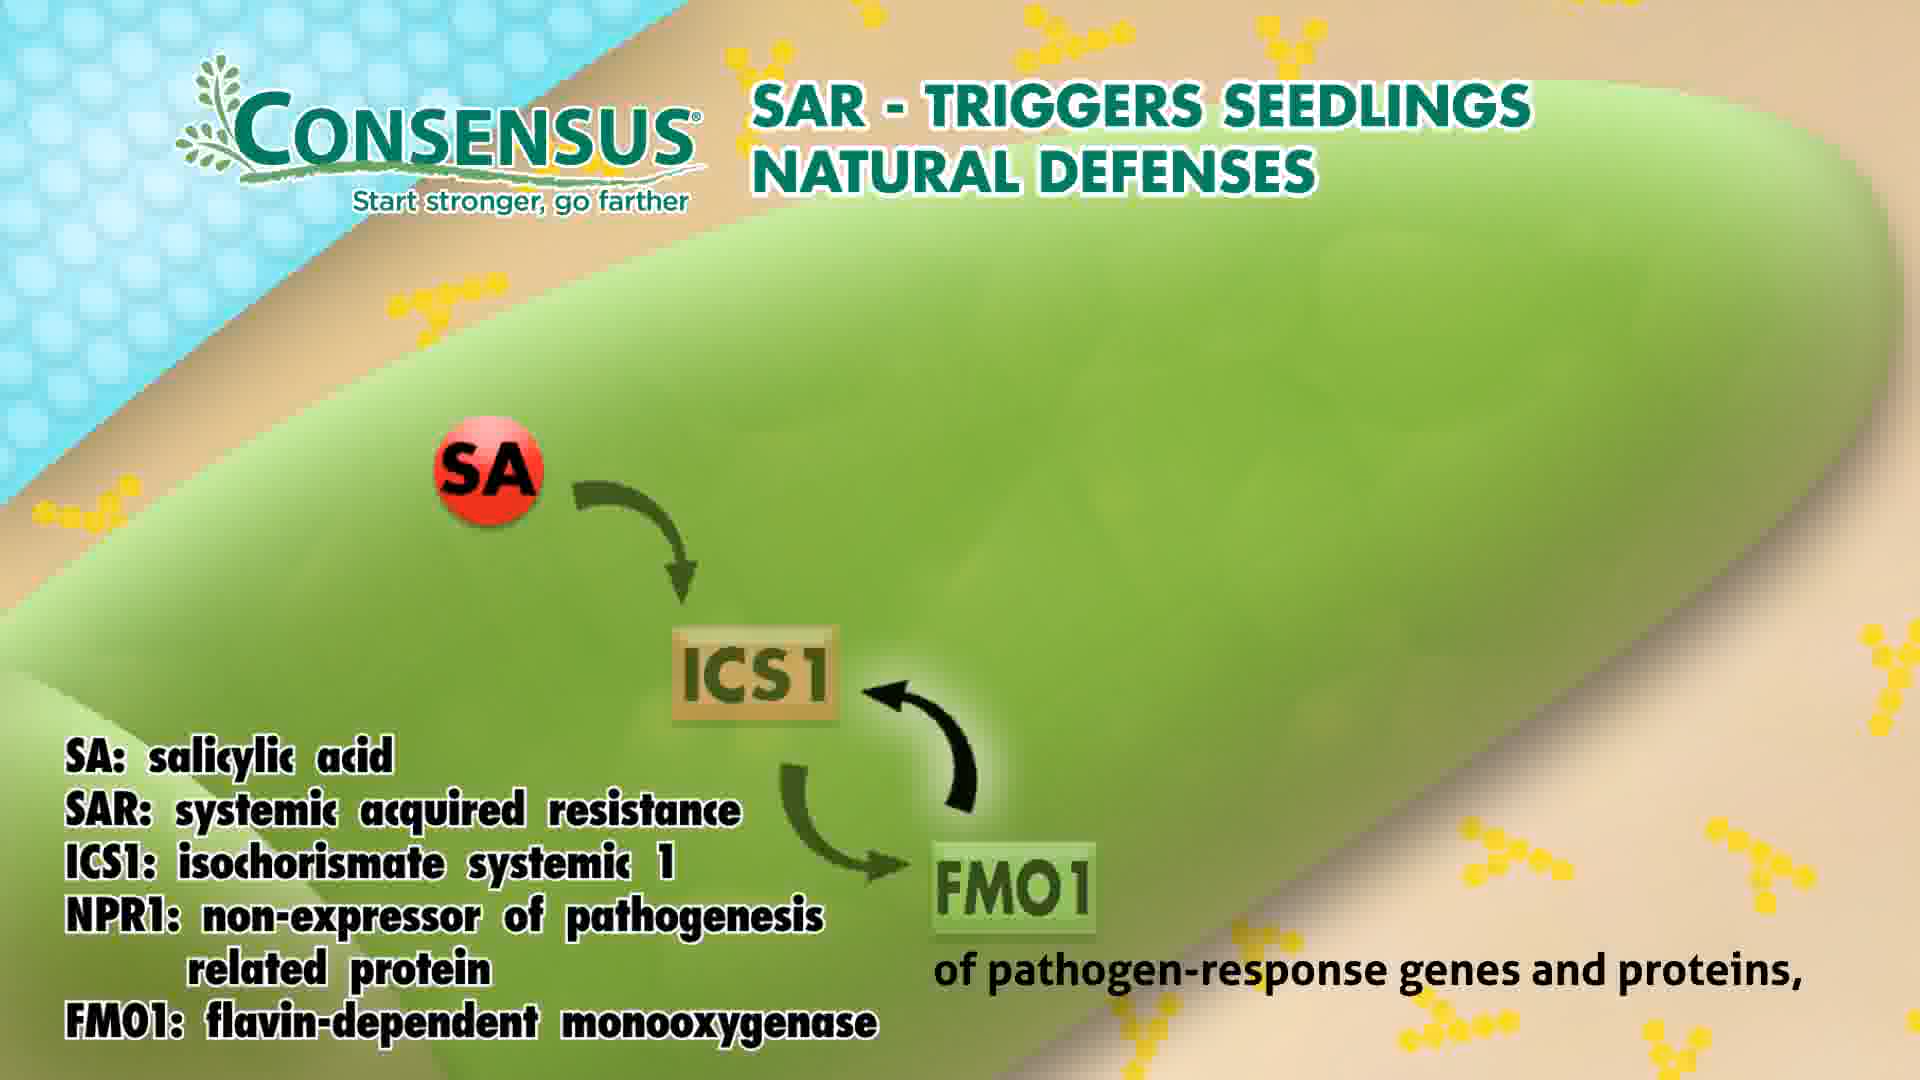 CONSENSUS®
Start stronger, go farther
SAR - TRIGGERS SEEDLINGS
NATURAL DEFENSES
SA
ICS1
FMO1
SA: salicylic acid
SAR: systemic acquired resistance
ICS1: isochorismate systemic 1
NPR1: non-expressor of pathogenesis
related protein
FMO1: flavin-dependent monooxygenase
of pathogen-response genes and proteins,